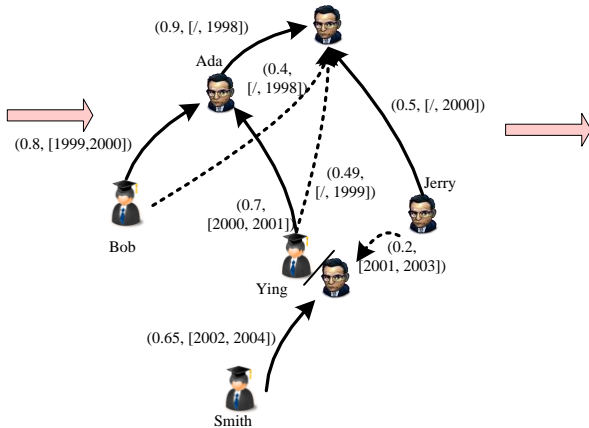 (0.9, [/, 1998])
Ada
(0.4,
[/, 1998])
(0.5, [/, 2000])
(0.8, [1999,2000])
(0.49,
[/, 1999])
Jerry
(0.7,
[2000, 2001])
Bob
(0.2,
[2001, 2003])
Ying
(0.65, [2002, 2004])
Smith